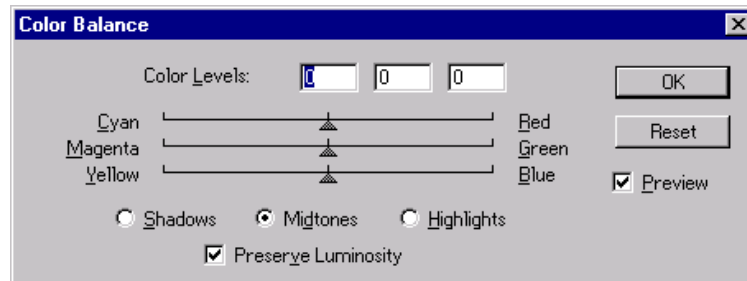 Color Balance
Color Levels: 0 0 0
OK
Cyan Red
Reset
Magenta Green
Yellow Blue
Preview
Shadows Midtones Highlights
Preserve Luminosity